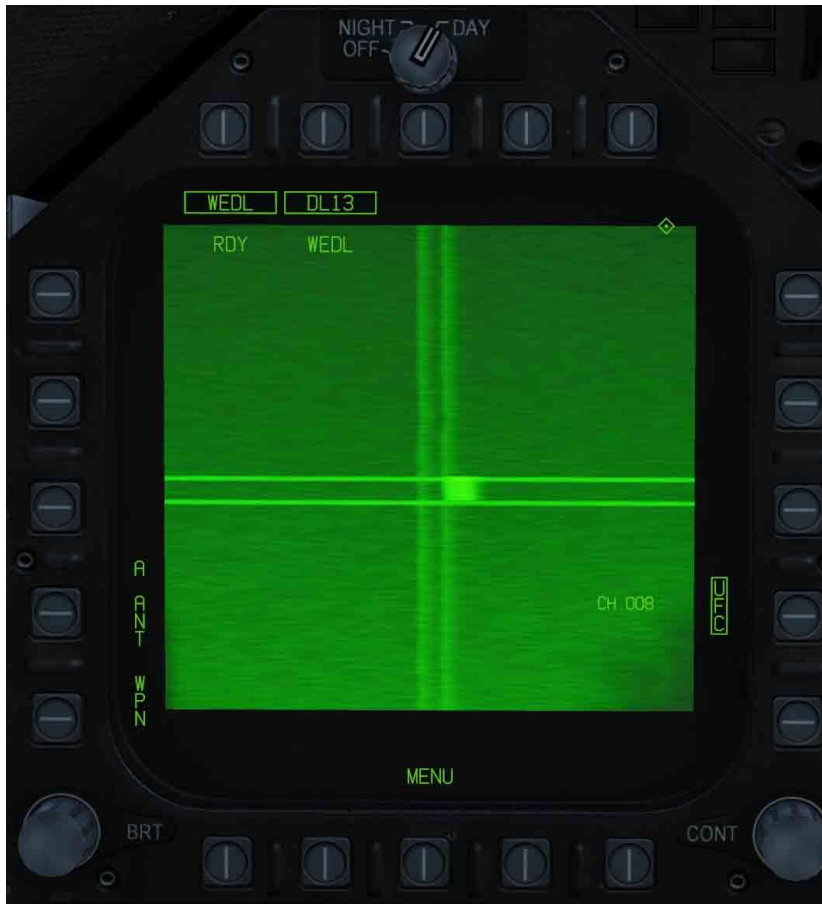 NIGHT DAY
OFF
WEDL DL13
RDY WEDL
A
ANT
CH 008
UFC
WPN
MENU
BRT
CONT